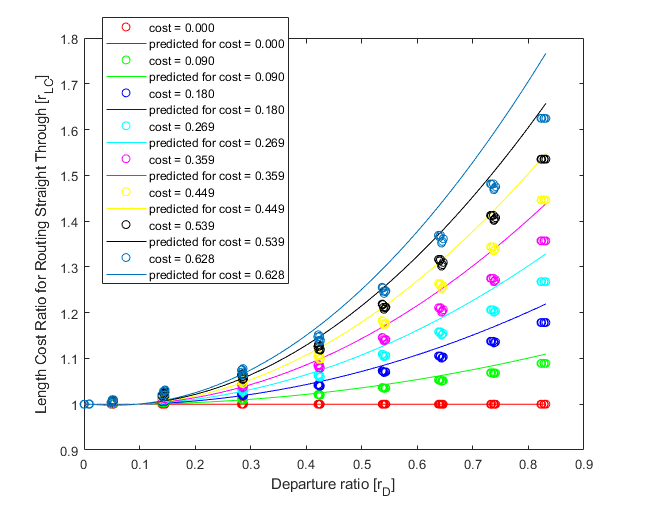 cost = 0.000
predicted for cost = 0.000
cost = 0.090
predicted for cost = 0.090
cost = 0.180
predicted for cost = 0.180
cost = 0.269
predicted for cost = 0.269
cost = 0.359
predicted for cost = 0.359
cost = 0.449
predicted for cost = 0.449
cost = 0.539
predicted for cost = 0.539
cost = 0.628
predicted for cost = 0.628
Length Cost Ratio for Routing Straight Through [r_LC]
1.8
1.7
1.6
1.5
1.4
1.3
1.2
1.1
1
0.9
0 0.1 0.2 0.3 0.4 0.5 0.6 0.7 0.8 0.9
Departure ratio [r_D]